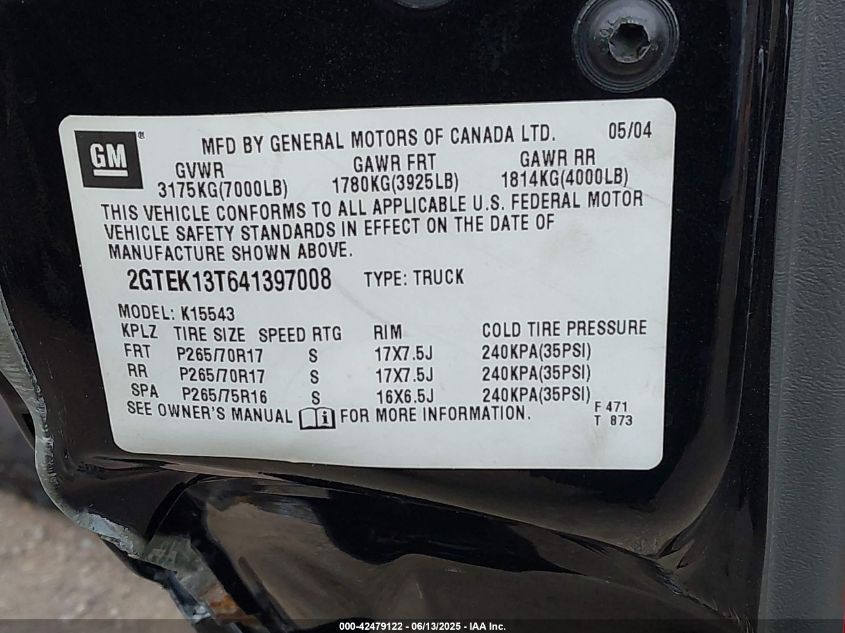 GM®
MFD BY GENERAL MOTORS OF CANADA LTD. 05/04
GVWR GAWR FRT GAWR RR
3175KG(7000LB) 1780KG(3925LB) 1814KG(4000LB)
THIS VEHICLE CONFORMS TO ALL APPLICABLE U.S. FEDERAL MOTOR
VEHICLE SAFETY STANDARDS IN EFFECT ON THE DATE OF
MANUFACTURE SHOWN ABOVE.
2GTEK13T641397008 TYPE: TRUCK
MODEL: K15543
KPLZ TIRE SIZE SPEED RTG RIM COLD TIRE PRESSURE
FRT P265/70R17 S 17X7.5J 240KPA(35PSI)
RR P265/70R17 S 17X7.5J 240KPA(35PSI)
SPA P265/75R16 S 16X6.5J 240KPA(35PSI)
SEE OWNER'S MANUAL FOR MORE INFORMATION.
F 471
T 873
000-42479122 - 06/13/2025 - IAA Inc.